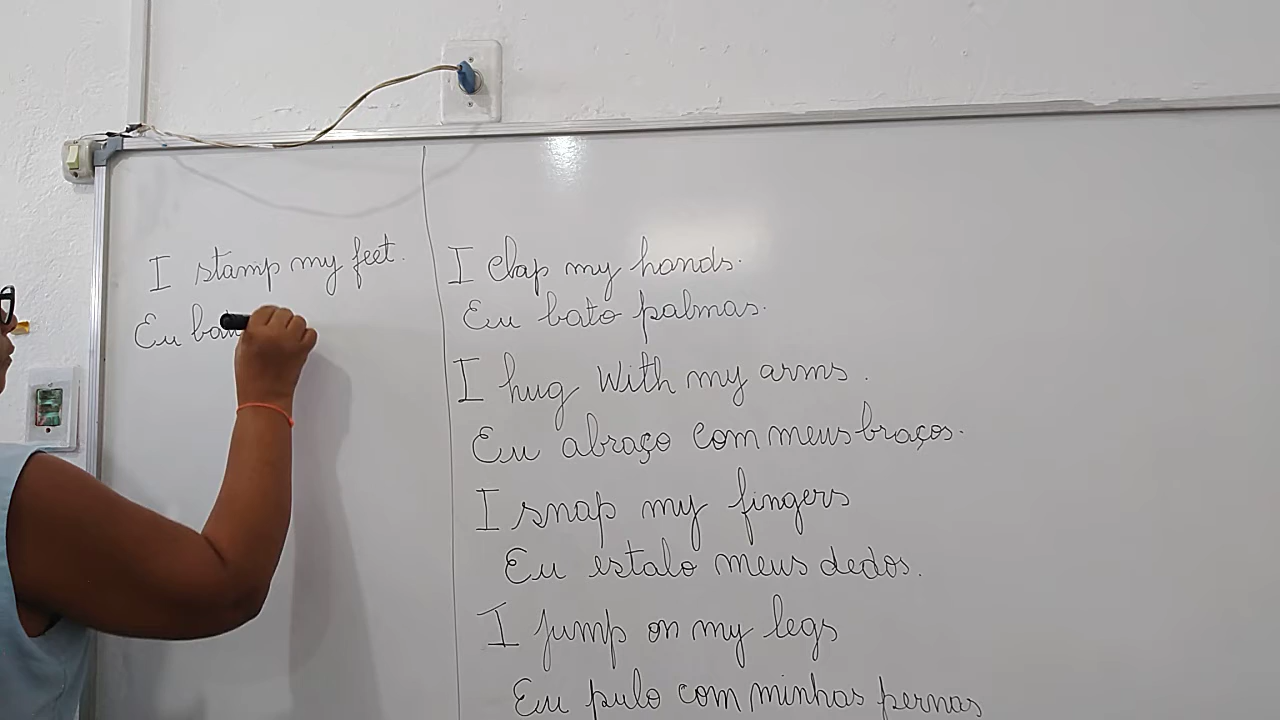 I stamp my feet.
Eu bato
I clap my hands.
Eu bato palmas.
I hug With my arms.
Eu abraço com meus braços.
I snap my fingers
Eu estalo meus dedos.
I jump on my legs
Eu pulo com minhas pernas